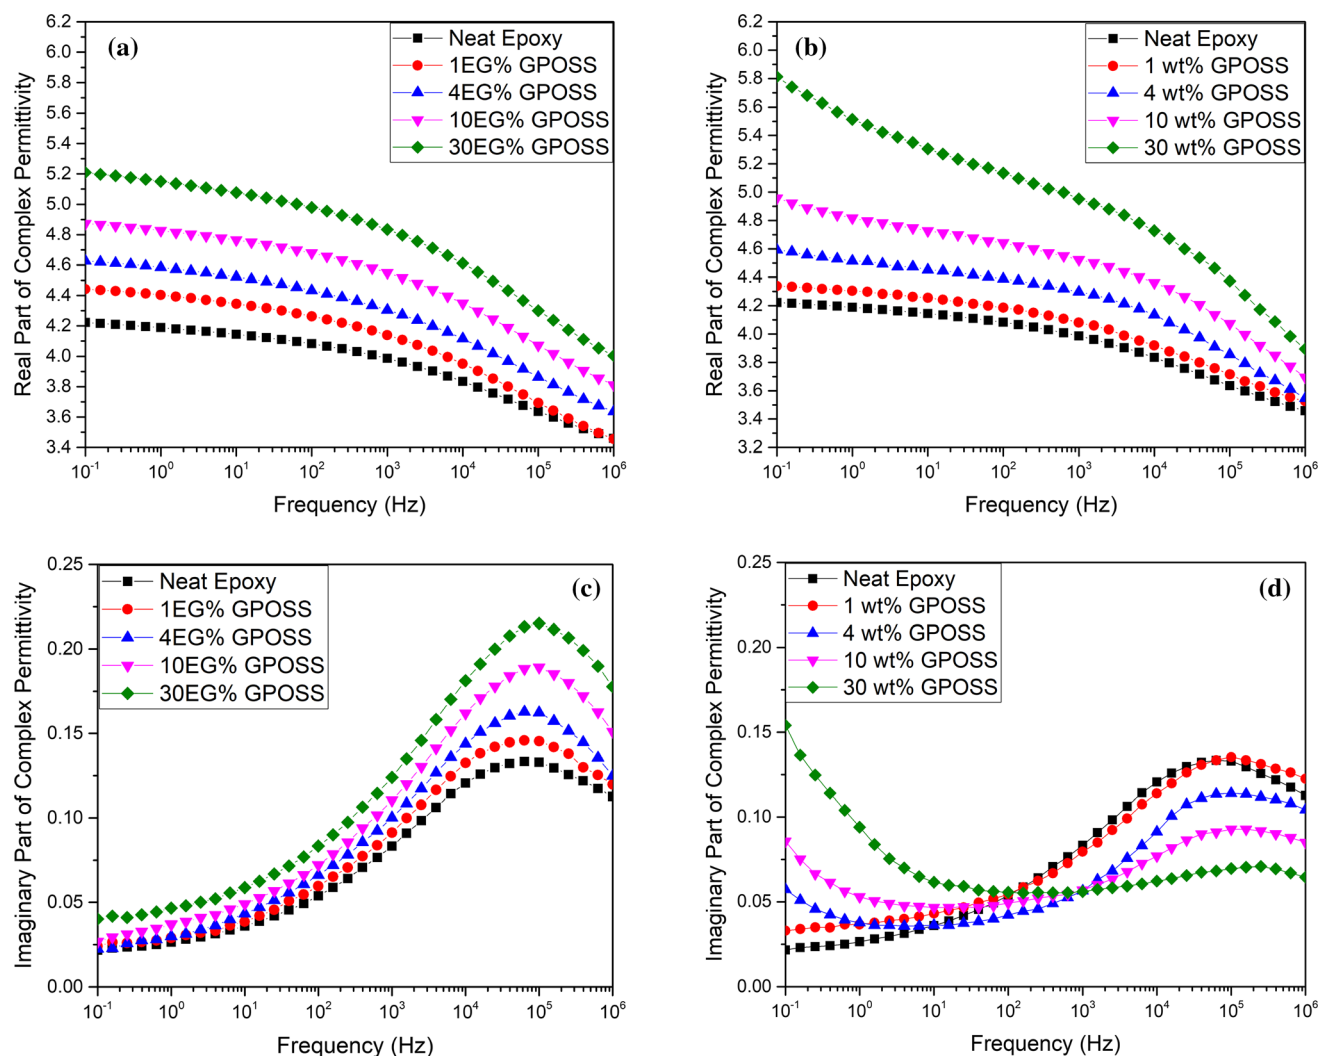 (a)
Neat Epoxy
1EG% GPOSS
4EG% GPOSS
10EG% GPOSS
30EG% GPOSS
Real Part of Complex Permittivity
6.2
6.0
5.8
5.6
5.4
5.2
5.0
4.8
4.6
4.4
4.2
4.0
3.8
3.6
3.4
10⁻¹ 10⁰ 10¹ 10² 10³ 10⁴ 10⁵ 10⁶
Frequency (Hz)
(b)
Neat Epoxy
1 wt% GPOSS
4 wt% GPOSS
10 wt% GPOSS
30 wt% GPOSS
Real Part of Complex Permittivity
6.2
6.0
5.8
5.6
5.4
5.2
5.0
4.8
4.6
4.4
4.2
4.0
3.8
3.6
3.4
3.2
10⁻¹ 10⁰ 10¹ 10² 10³ 10⁴ 10⁵ 10⁶
Frequency (Hz)
(c)
Neat Epoxy
1EG% GPOSS
4EG% GPOSS
10EG% GPOSS
30EG% GPOSS
Imaginary Part of Complex Permittivity
0.25
0.20
0.15
0.10
0.05
0.00
10⁻¹ 10⁰ 10¹ 10² 10³ 10⁴ 10⁵ 10⁶
Frequency (Hz)
(d)
Neat Epoxy
1 wt% GPOSS
4 wt% GPOSS
10 wt% GPOSS
30 wt% GPOSS
Imaginary Part of Complex Permittivity
0.25
0.20
0.15
0.10
0.05
0.00
10⁻¹ 10⁰ 10¹ 10² 10³ 10⁴ 10⁵ 10⁶
Frequency (Hz)